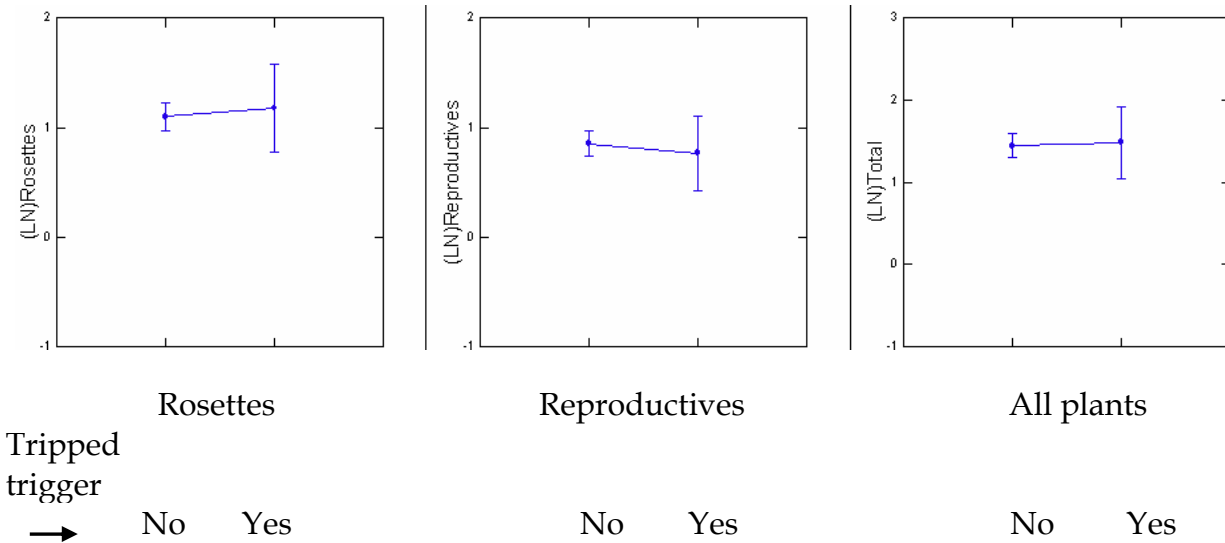 2
1
0
-1
(LN)Rosettes
2
1
0
-1
(LN)Reproductives
3
2
1
0
-1
(LN)Total
Rosettes Reproductives All plants
Tripped
trigger
→ No Yes No Yes No Yes